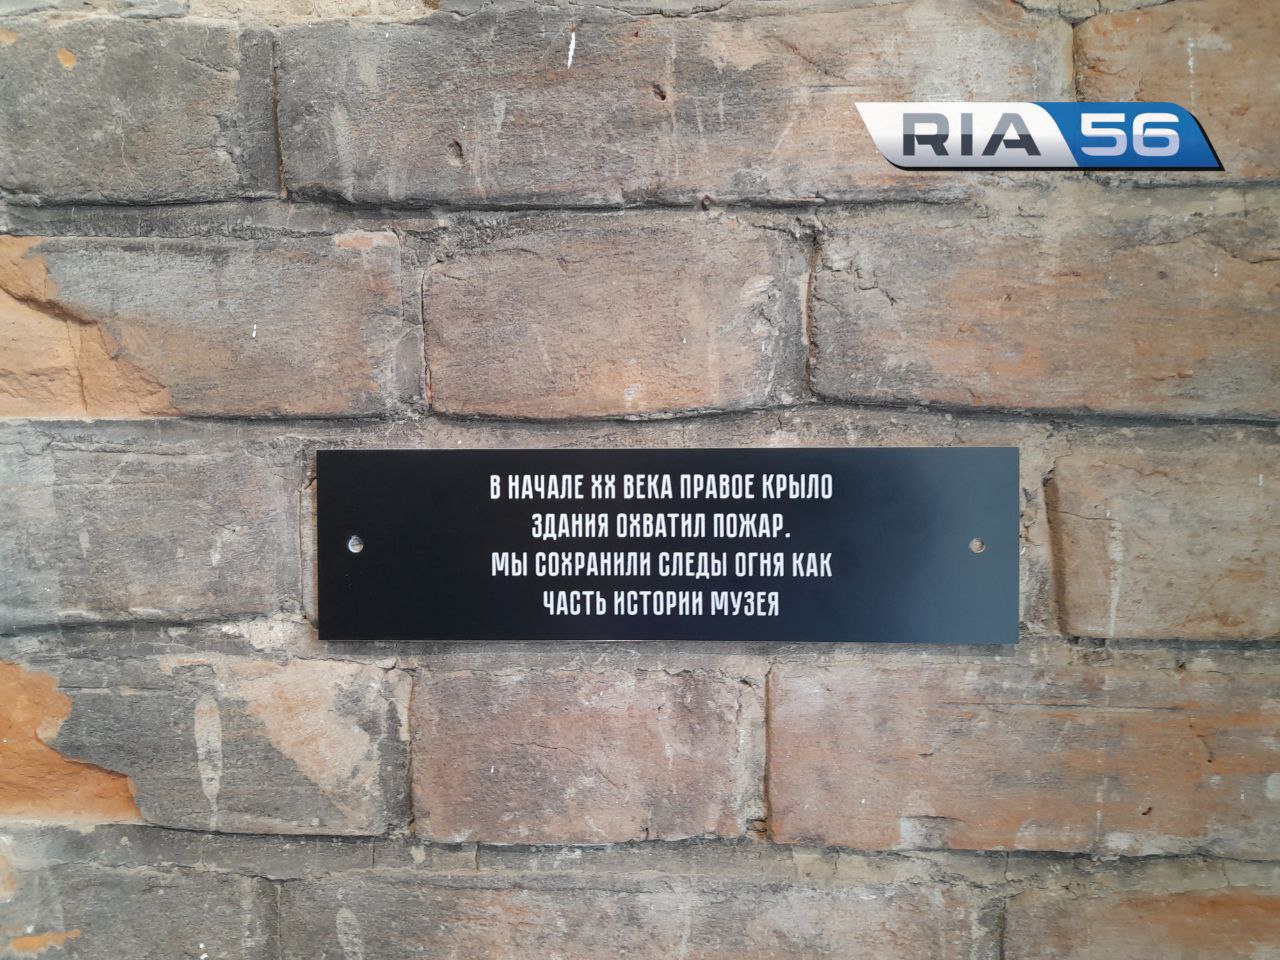 RIA 56
В НАЧАЛЕ XX ВЕКА ПРАВОЕ КРЫЛО
ЗДАНИЯ ОХВАТИЛ ПОЖАР.
МЫ СОХРАНИЛИ СЛЕДЫ ОГНЯ КАК
ЧАСТЬ ИСТОРИИ МУЗЕЯ